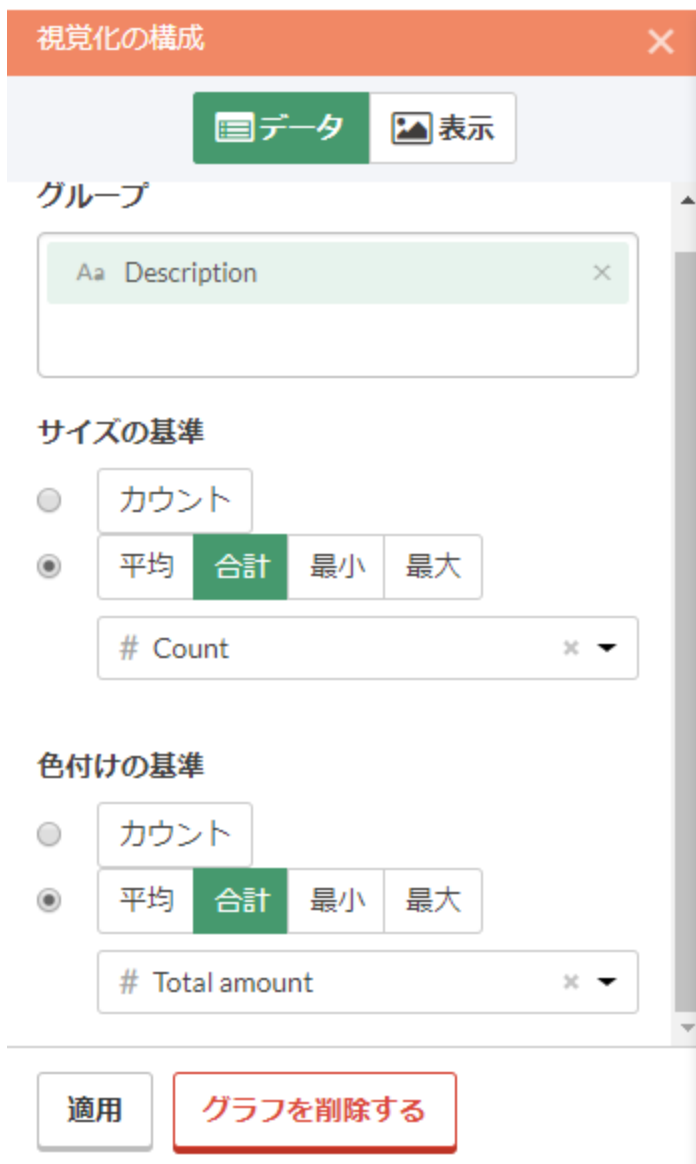 視覚化の構成
データ 表示
グループ
Aa Description
サイズの基準
カウント
平均 合計 最小 最大
# Count
色付けの基準
カウント
平均 合計 最小 最大
# Total amount
適用 グラフを削除する